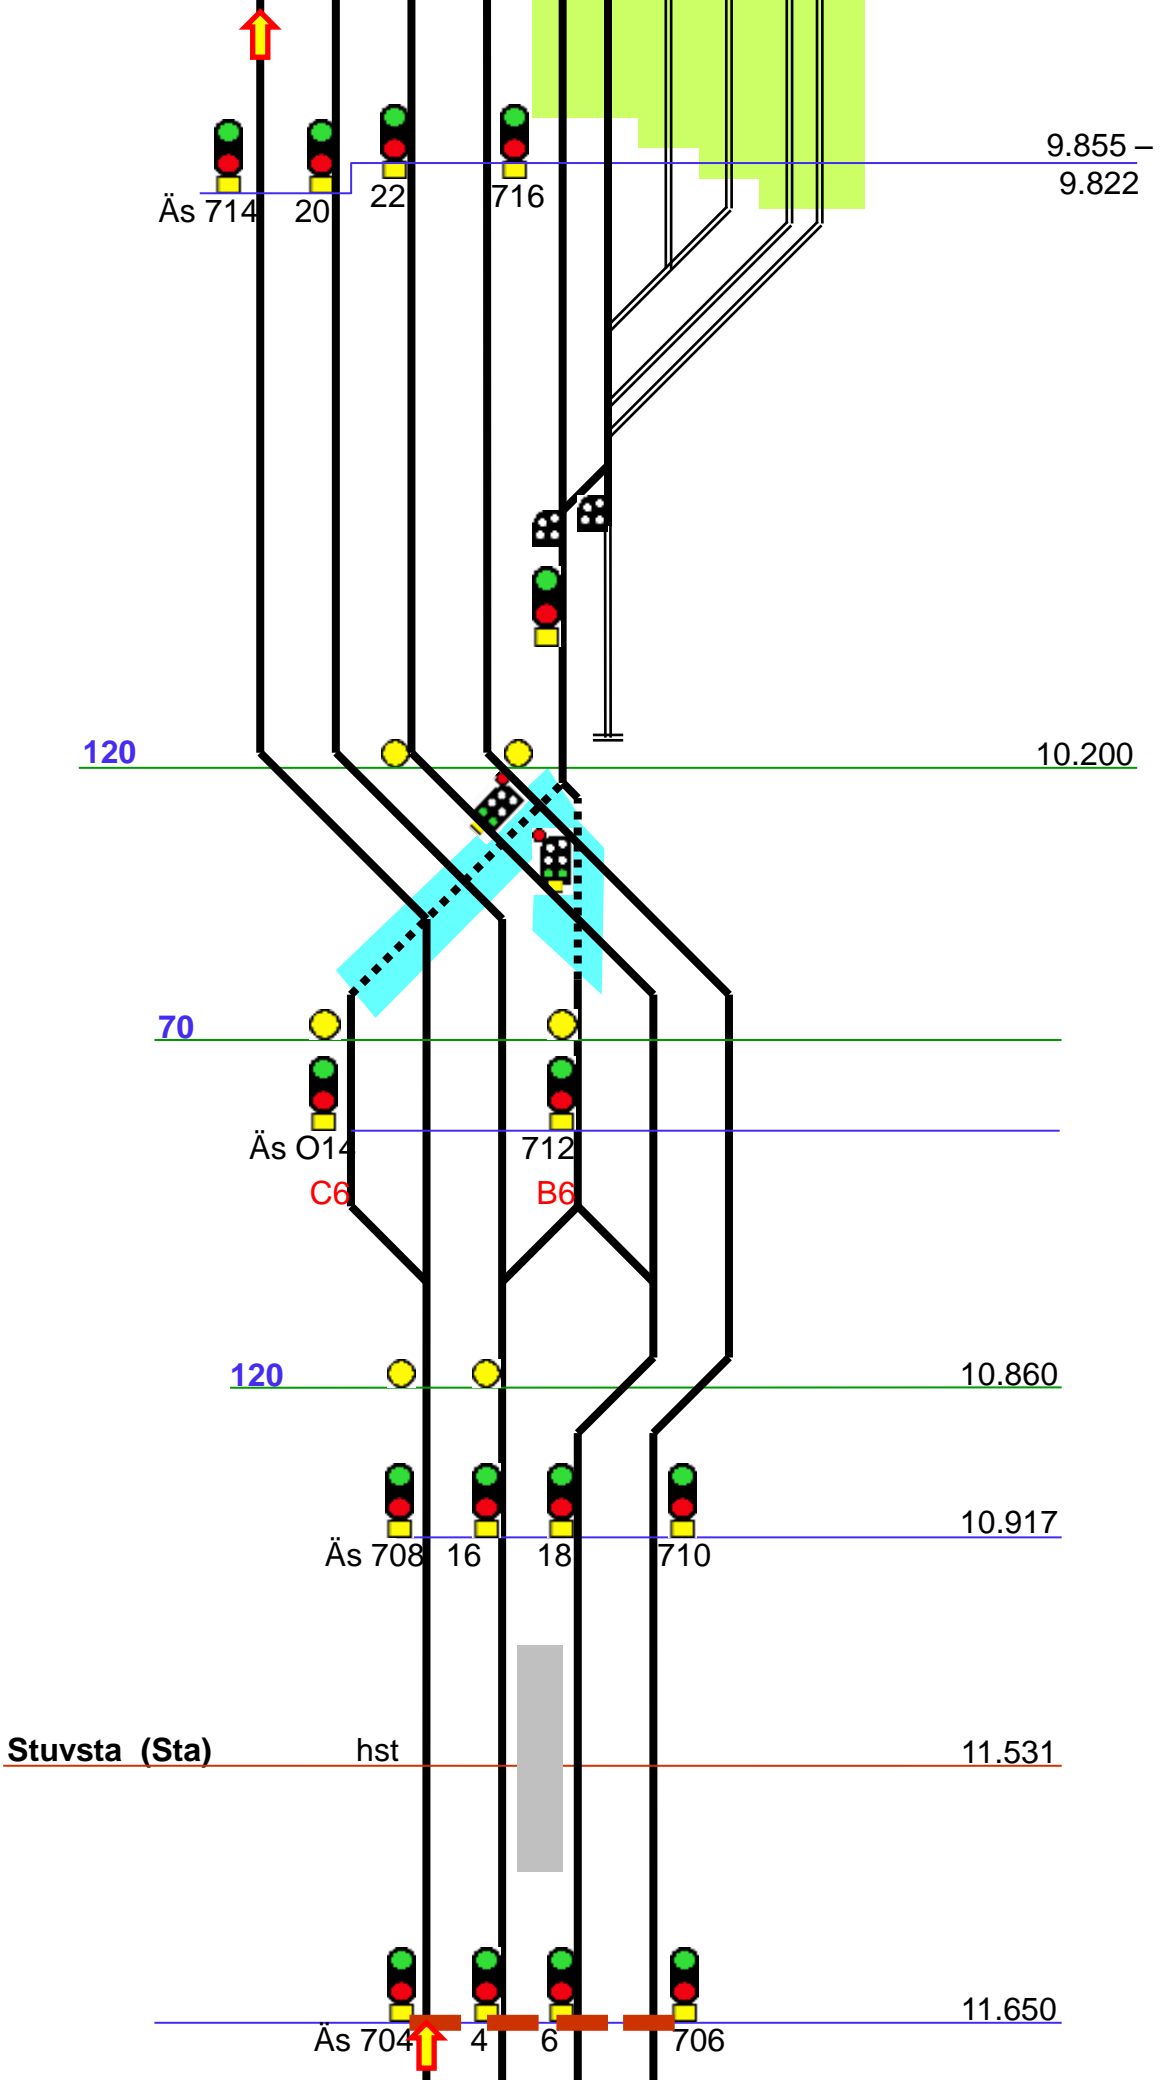 9.855 –
9.822
Äs 714 20 22 716
120 10.200
70
Äs O14 712
C6 B6
120 10.860
10.917
Äs 708 16 18 710
Stuvsta (Sta) hst 11.531
11.650
Äs 704 4 6 706